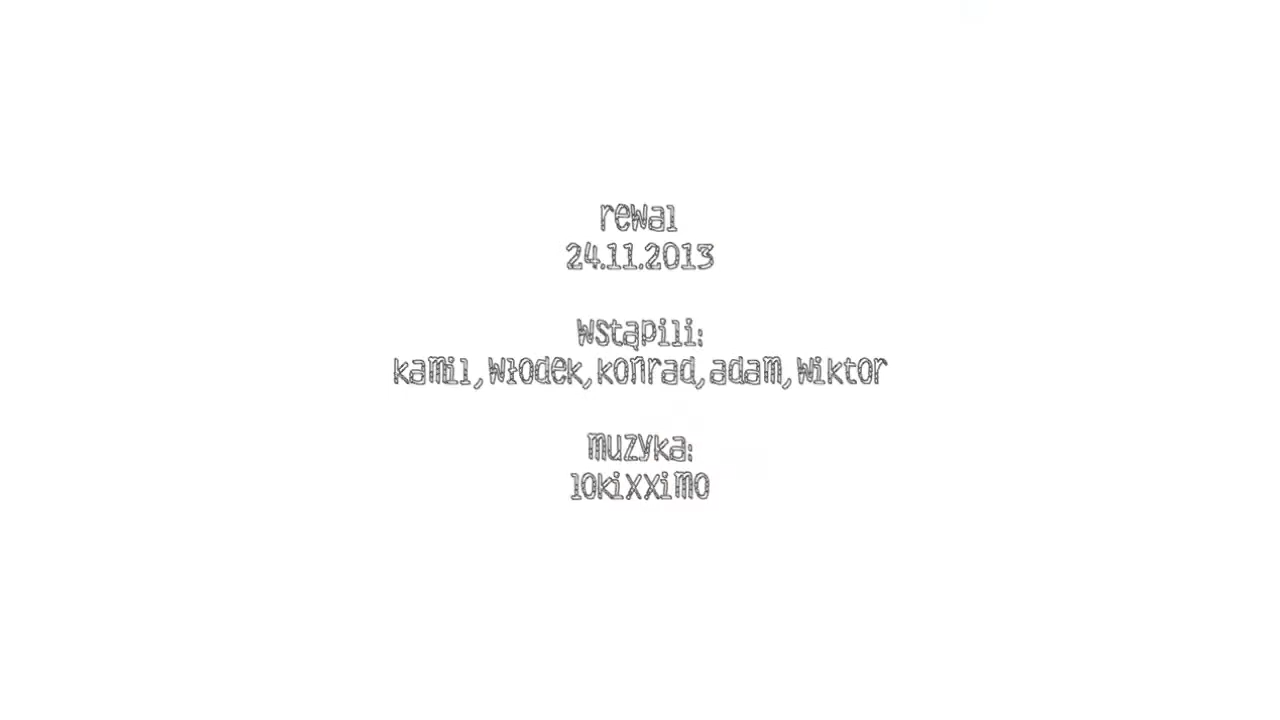 rewal
24.11.2013
wstąpili:
kamil,włodek,konrad,adam,wiktor
muzyka:
lokixximo